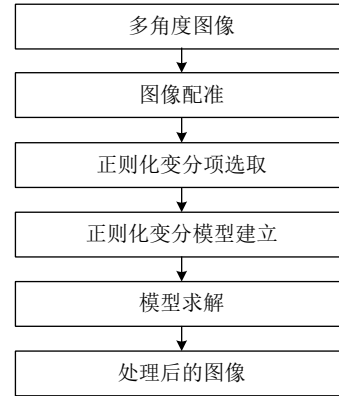 多角度图像
图像配准
正则化变分项选取
正则化变分模型建立
模型求解
处理后的图像